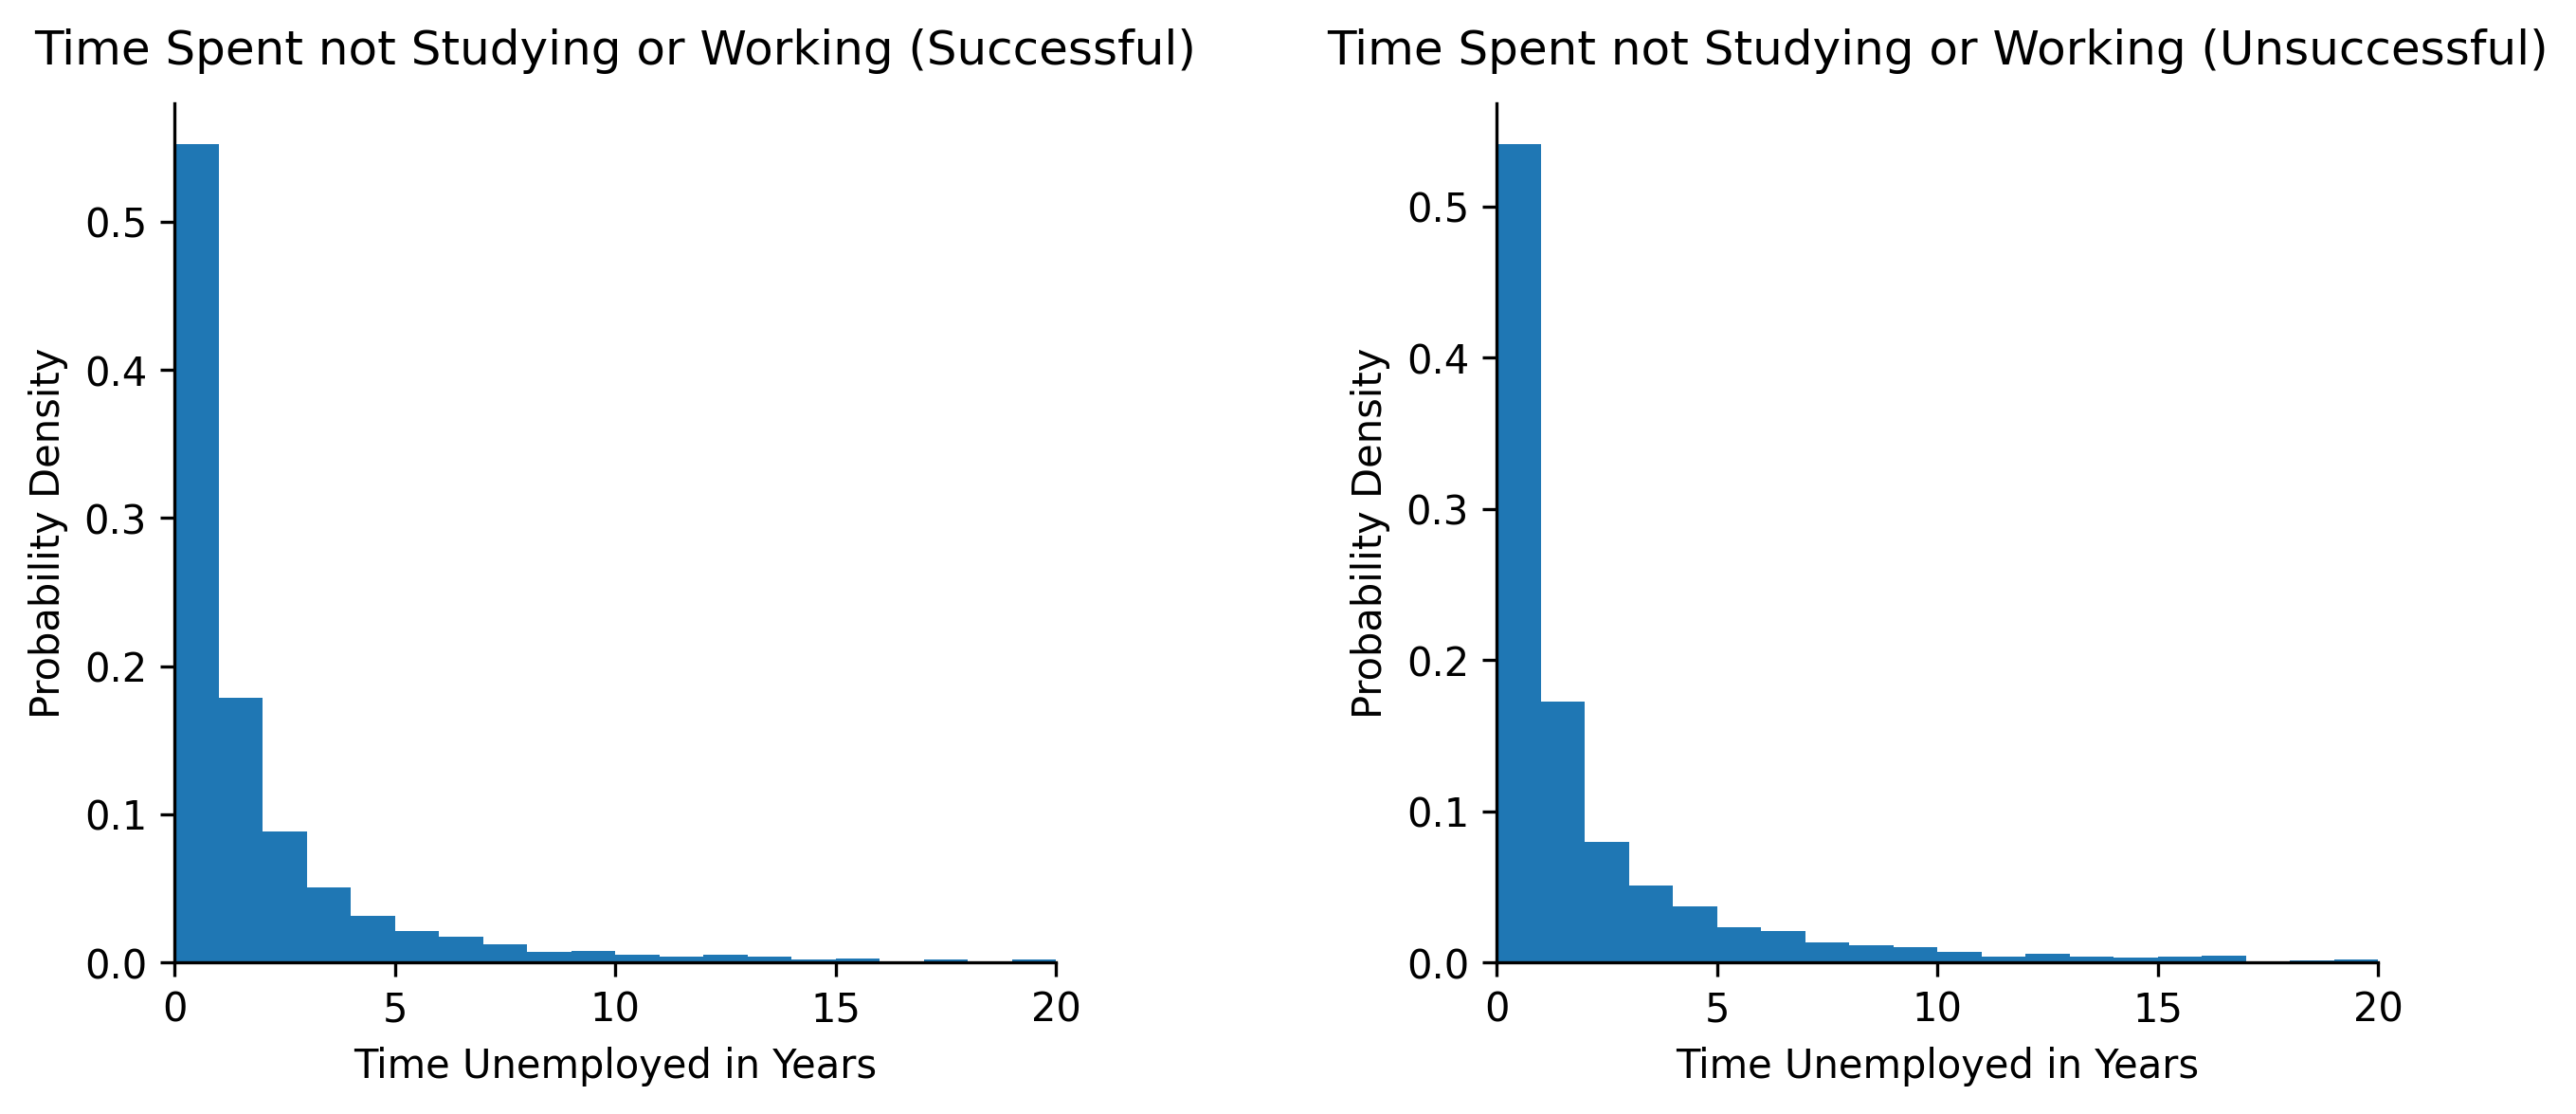 Time Spent not Studying or Working (Successful)
Probability Density
0.5
0.4
0.3
0.2
0.1
0.0
0 5 10 15 20
Time Unemployed in Years
Time Spent not Studying or Working (Unsuccessful)
Probability Density
0.5
0.4
0.3
0.2
0.1
0.0
0 5 10 15 20
Time Unemployed in Years